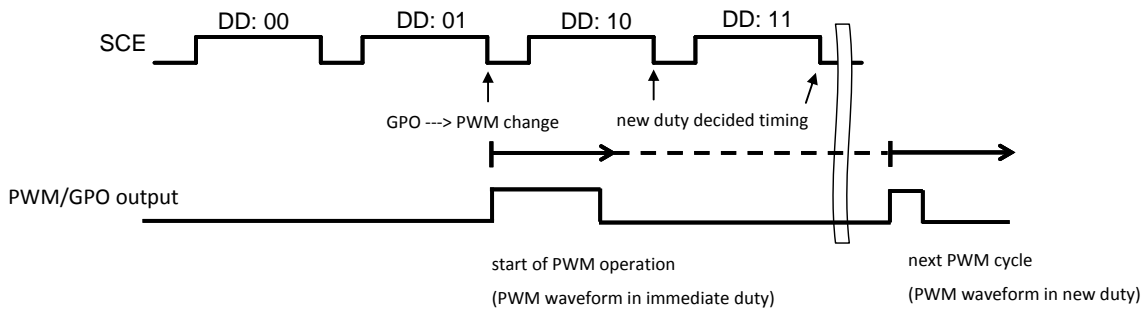 DD: 00 DD: 01 DD: 10 DD: 11
SCE
GPO ---> PWM change new duty decided timing
PWM/GPO output
start of PWM operation next PWM cycle
(PWM waveform in immediate duty) (PWM waveform in new duty)